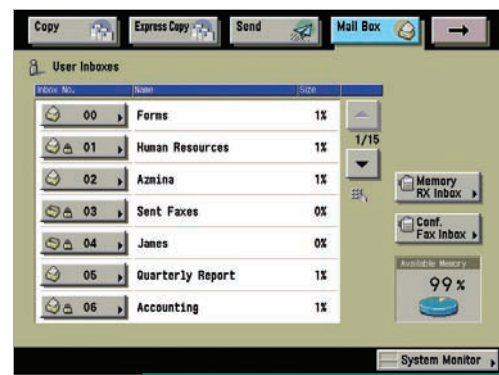 Copy
Express Copy
Send
Mail Box
User Inboxes
Inbox No. Name Size
00 Forms 1%
01 Human Resources 1%
02 Azmina 1%
03 Sent Faxes 0%
04 James 0%
05 Quarterly Report 1%
06 Accounting 1%
1/15
Memory
RX Inbox
Conf.
Fax Inbox
Available Memory
99 %
System Monitor